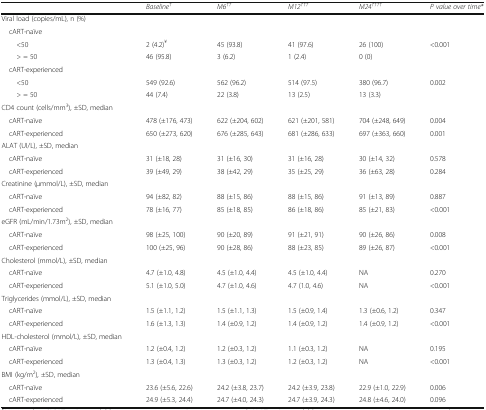 Baseline† M6†† M12††† M24†††† P value over time*
Viral load (copies/mL), n (%)
cART-naïve
<50 2 (4.2)¥ 45 (93.8) 41 (97.6) 26 (100) <0.001
> = 50 46 (95.8) 3 (6.2) 1 (2.4) 0 (0)
cART-experienced
<50 549 (92.6) 562 (96.2) 514 (97.5) 380 (96.7) 0.002
> = 50 44 (7.4) 22 (3.8) 13 (2.5) 13 (3.3)
CD4 count (cells/mm³), ±SD, median
cART-naïve 478 (±176, 473) 622 (±204, 602) 621 (±201, 581) 704 (±248, 649) 0.004
cART-experienced 650 (±273, 620) 676 (±285, 643) 681 (±286, 633) 697 (±363, 660) 0.001
ALAT (UI/L), ±SD, median
cART-naïve 31 (±18, 28) 31 (±16, 30) 31 (±16, 28) 30 (±14, 32) 0.578
cART-experienced 39 (±49, 29) 38 (±42, 29) 35 (±25, 29) 36 (±63, 28) 0.284
Creatinine (μmmol/L), ±SD, median
cART-naïve 94 (±82, 82) 88 (±15, 86) 88 (±15, 86) 91 (±13, 89) 0.887
cART-experienced 78 (±16, 77) 85 (±18, 85) 86 (±18, 86) 85 (±21, 83) <0.001
eGFR (mL/min/1.73m²), ±SD, median
cART-naïve 98 (±25, 100) 90 (±20, 89) 91 (±21, 91) 90 (±26, 86) 0.008
cART-experienced 100 (±25, 96) 90 (±28, 86) 88 (±23, 85) 89 (±26, 87) <0.001
Cholesterol (mmol/L), ±SD, median
cART-naïve 4.7 (±1.0, 4.8) 4.5 (±1.0, 4.4) 4.5 (±1.0, 4.4) NA 0.270
cART-experienced 5.1 (±1.0, 5.0) 4.7 (±1.0, 4.6) 4.7 (1.0, 4.6) NA <0.001
Triglycerides (mmol/L), ±SD, median
cART-naïve 1.5 (±1.1, 1.2) 1.5 (±1.1, 1.3) 1.5 (±0.9, 1.4) 1.3 (±0.6, 1.2) 0.347
cART-experienced 1.6 (±1.3, 1.3) 1.4 (±0.9, 1.2) 1.4 (±0.9, 1.2) 1.4 (±0.9, 1.2) <0.001
HDL-cholesterol (mmol/L), ±SD, median
cART-naïve 1.2 (±0.4, 1.2) 1.2 (±0.3, 1.2) 1.1 (±0.3, 1.2) NA 0.195
cART-experienced 1.3 (±0.4, 1.3) 1.3 (±0.3, 1.2) 1.2 (±0.3, 1.2) NA <0.001
BMI (kg/m²), ±SD, median
cART-naïve 23.6 (±5.6, 22.6) 24.2 (±3.8, 23.7) 24.2 (±3.9, 23.8) 22.9 (±1.0, 22.9) 0.006
cART-experienced 24.9 (±5.3, 24.4) 24.7 (±4.0, 24.3) 24.7 (±3.9, 24.3) 24.8 (±4.6, 24.0) 0.096